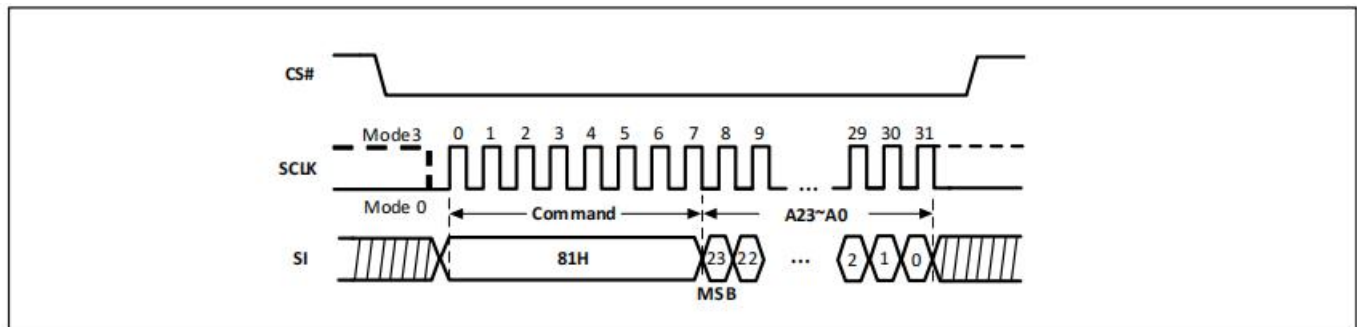 CS#
Mode3 0 1 2 3 4 5 6 7 8 9 29 30 31
SCLK ...
Mode 0 Command A23~A0
SI 81H 23 22 ... 2 1 0
MSB